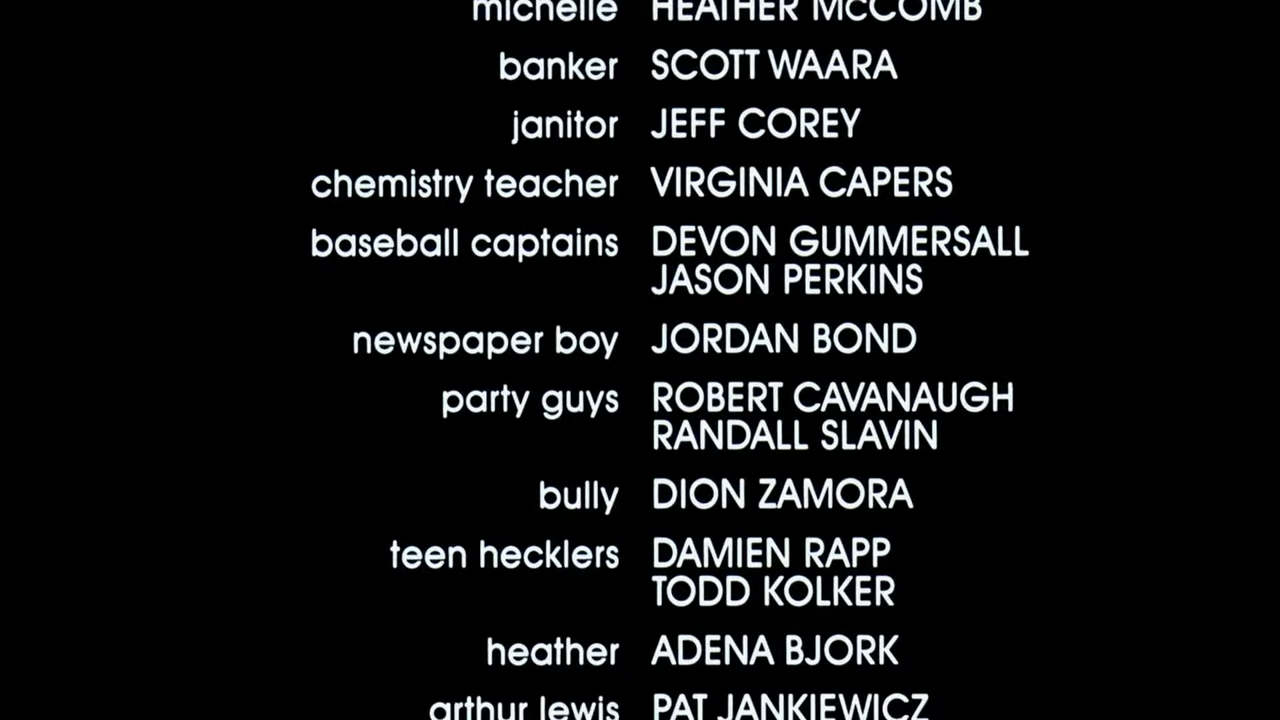 michelle HEATHER McCOMB
banker SCOTT WAARA
janitor JEFF COREY
chemistry teacher VIRGINIA CAPERS
baseball captains DEVON GUMMERSALL
JASON PERKINS
newspaper boy JORDAN BOND
party guys ROBERT CAVANAUGH
RANDALL SLAVIN
bully DION ZAMORA
teen hecklers DAMIEN RAPP
TODD KOLKER
heather ADENA BJORK
arthur lewis PAT JANKIEWICZ